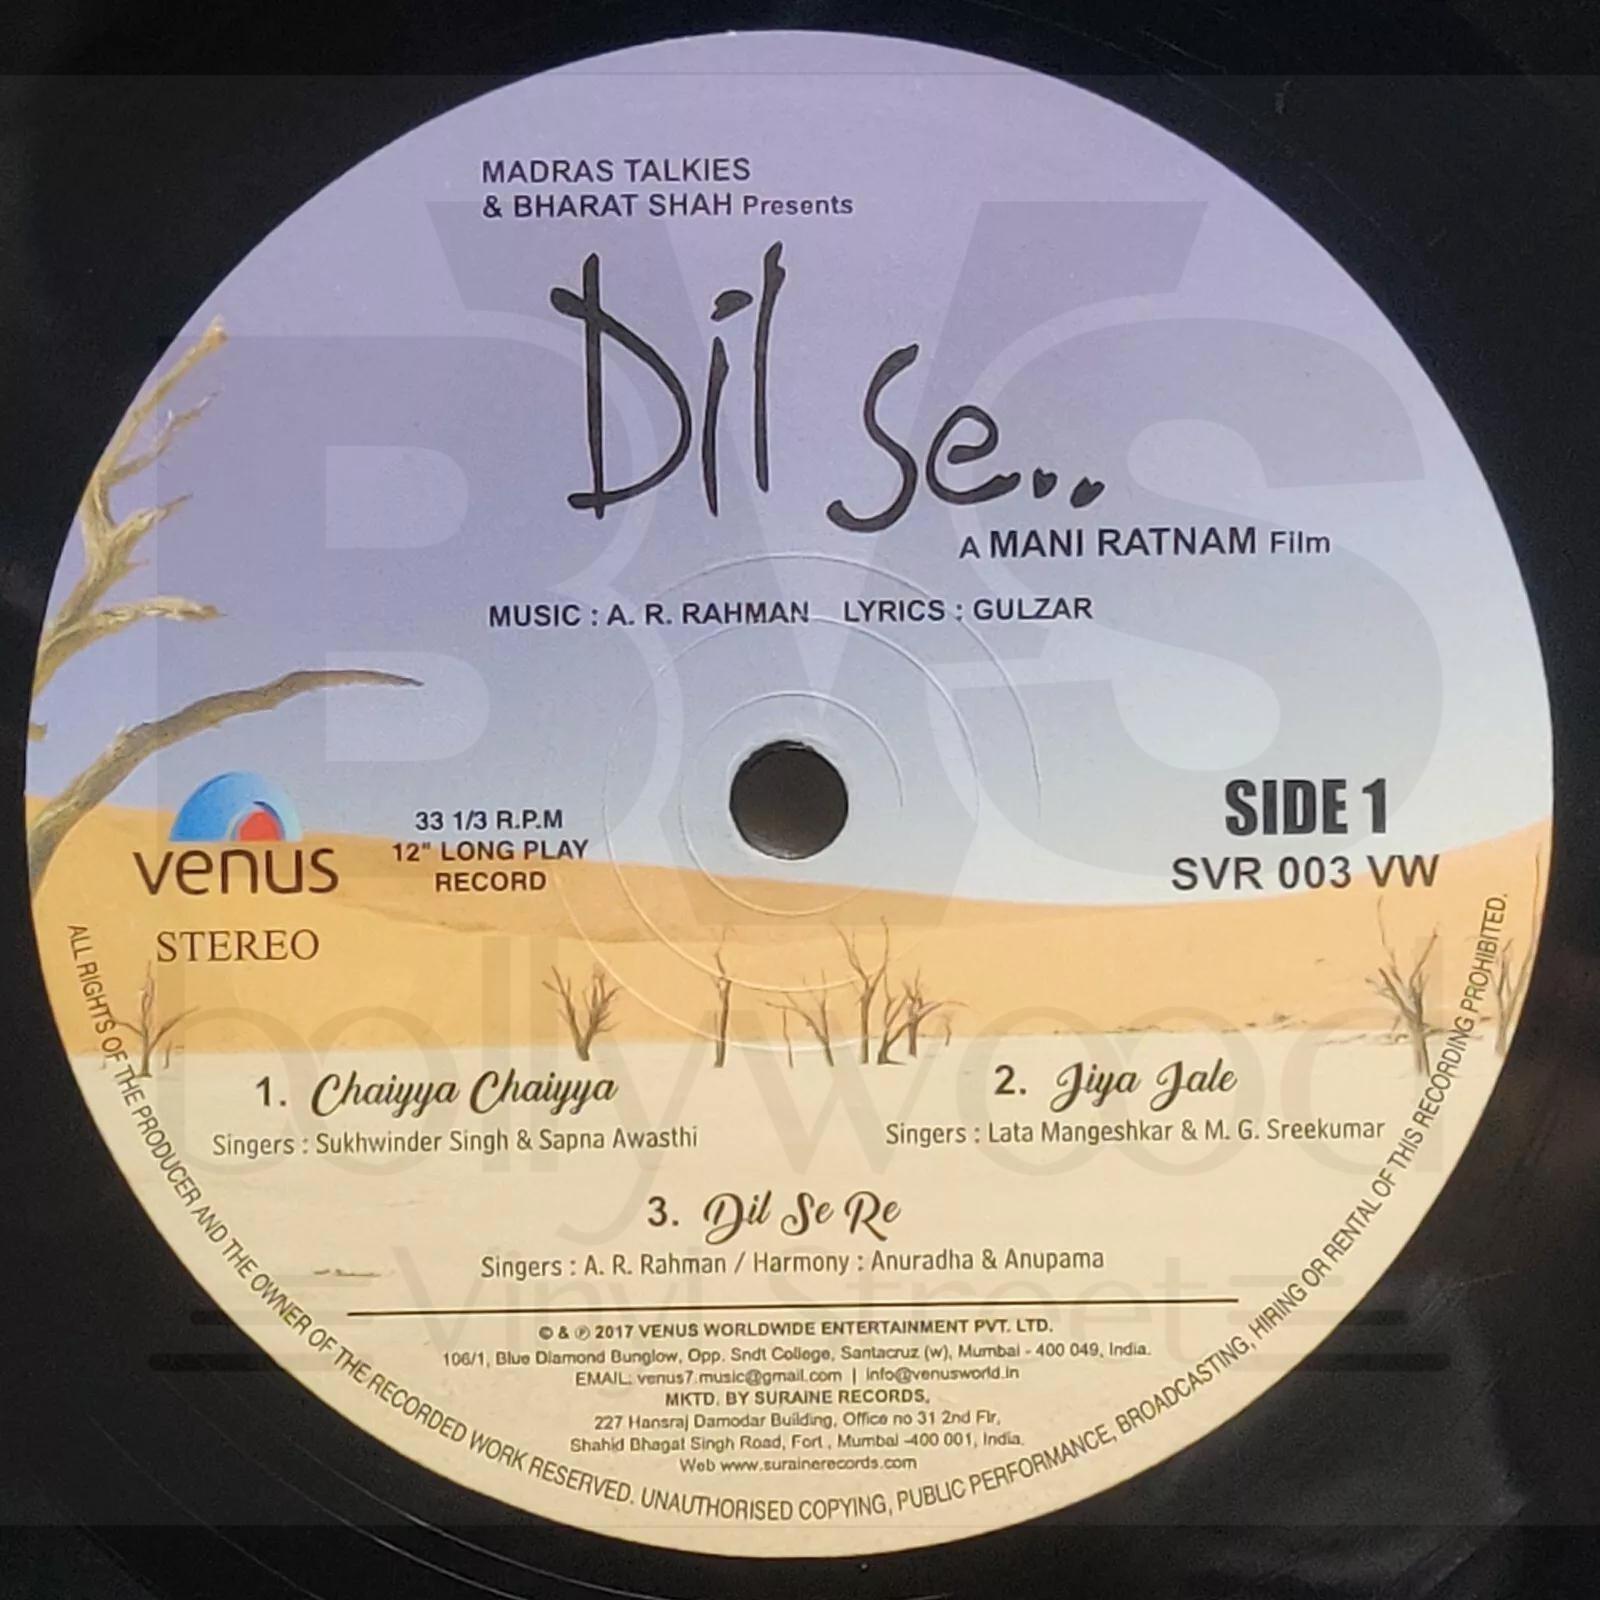 MADRAS TALKIES
& BHARAT SHAH Presents
Dil se..
A MANI RATNAM Film
MUSIC : A. R. RAHMAN LYRICS : GULZAR
venus
STEREO
33 1/3 R.P.M
12" LONG PLAY
RECORD
SIDE 1
SVR 003 VW
1. Chaiyya Chaiyya
Singers : Sukhwinder Singh & Sapna Awasthi
2. Jiya Jale
Singers : Lata Mangeshkar & M. G. Sreekumar
3. Dil Se Re
Singers : A. R. Rahman / Harmony : Anuradha & Anupama
© & ℗ 2017 VENUS WORLDWIDE ENTERTAINMENT PVT. LTD.
106/1, Blue Diamond Bunglow, Opp. Sndt College, Santacruz (w), Mumbai - 400 049, India.
EMAIL: venus7.music@gmail.com | info@venusworld.in
MKTD. BY SURAINE RECORDS,
227 Hansraj Damodar Building, Office no 31 2nd Flr,
Shahid Bhagat Singh Road, Fort , Mumbai -400 001, India.
Web www.surainerecords.com
ALL RIGHTS OF, THE PRODUCER AND THE OWNER OF THE RECORDED WORK RESERVED. UNAUTHORISED COPYING, PUBLIC PERFORMANCE, BROADCASTING, HIRING OR RENTAL OF THIS RECORDING PROHIBITED.
BVS
bollywood
Vinyl Street